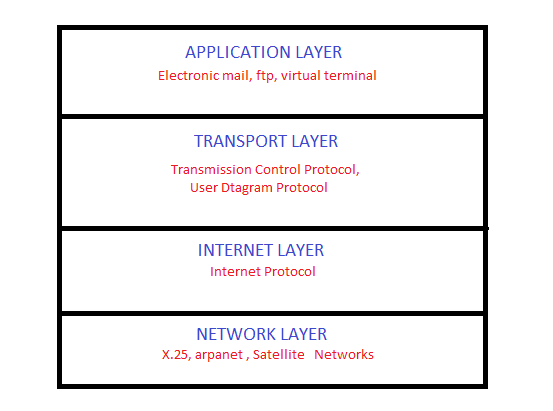 APPLICATION LAYER
Electronic mail, ftp, virtual terminal
TRANSPORT LAYER
Transmission Control Protocol,
User Dtagram Protocol
INTERNET LAYER
Internet Protocol
NETWORK LAYER
X.25, arpanet , Satellite Networks